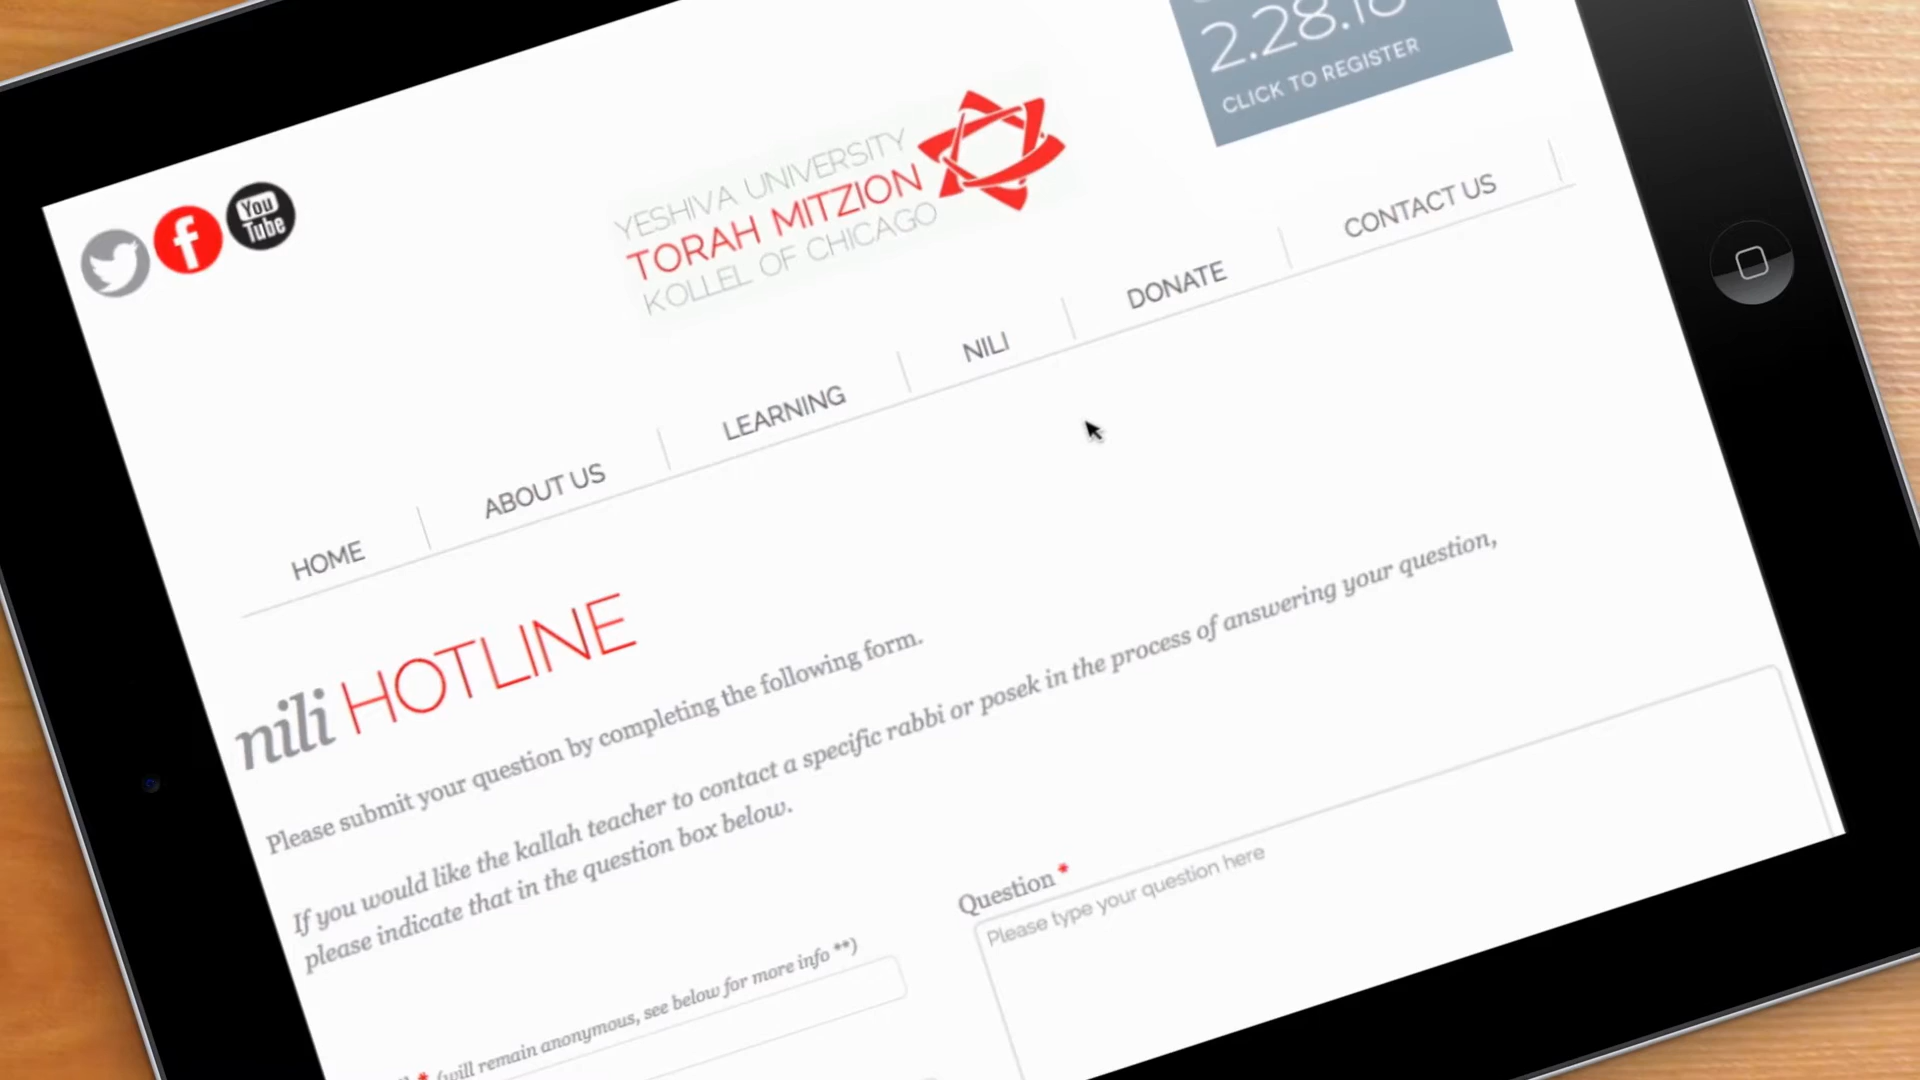 2.28.18
CLICK TO REGISTER
You
Tube
YESHIVA UNIVERSITY
TORAH MITZION
KOLLEL OF CHICAGO
HOME
ABOUT US
LEARNING
NILI
DONATE
CONTACT US
nili HOTLINE
Please submit your question by completing the following form.
If you would like the kallah teacher to contact a specific rabbi or posek in the process of answering your question,
please indicate that in the question box below.
* (will remain anonymous, see below for more info **)
Question *
Please type your question here